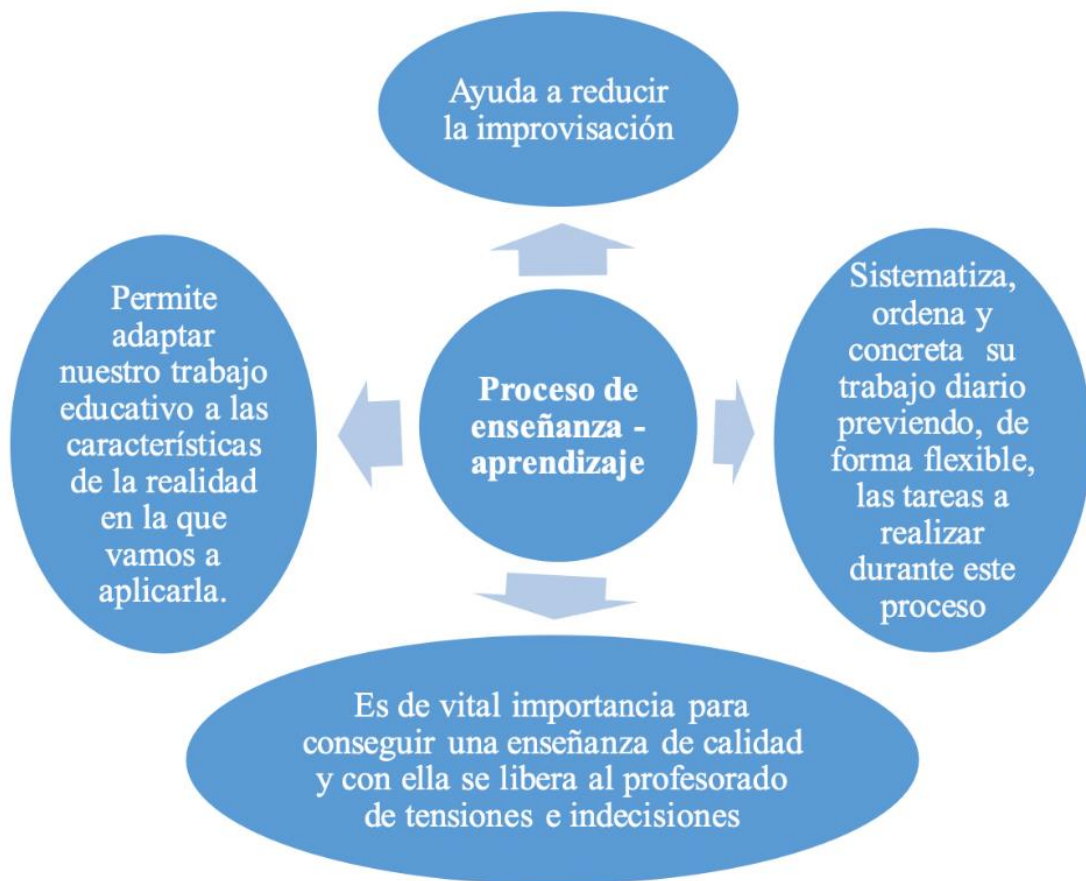 Ayuda a reducir
la improvisación
Permite
adaptar
nuestro trabajo
educativo a las
características
de la realidad
en la que
vamos a
aplicarla.
Proceso de
enseñanza -
aprendizaje
Sistematiza,
ordena y
concreta su
trabajo diario
previendo, de
forma flexible,
las tareas a
realizar
durante este
proceso
Es de vital importancia para
conseguir una enseñanza de calidad
y con ella se libera al profesorado
de tensiones e indecisiones